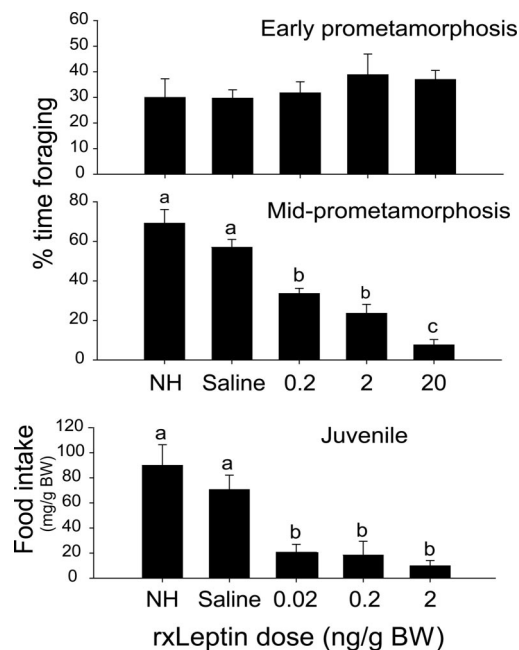 Early prometamorphosis
60
50
40
30
20
10
0
% time foraging
Mid-prometamorphosis
80
60
40
20
0
a
a
b
b
c
NH Saline 0.2 2 20
Juvenile
Food intake
(mg/g BW)
120
100
80
60
40
20
0
a
a
b
b
b
NH Saline 0.02 0.2 2
rxLeptin dose (ng/g BW)